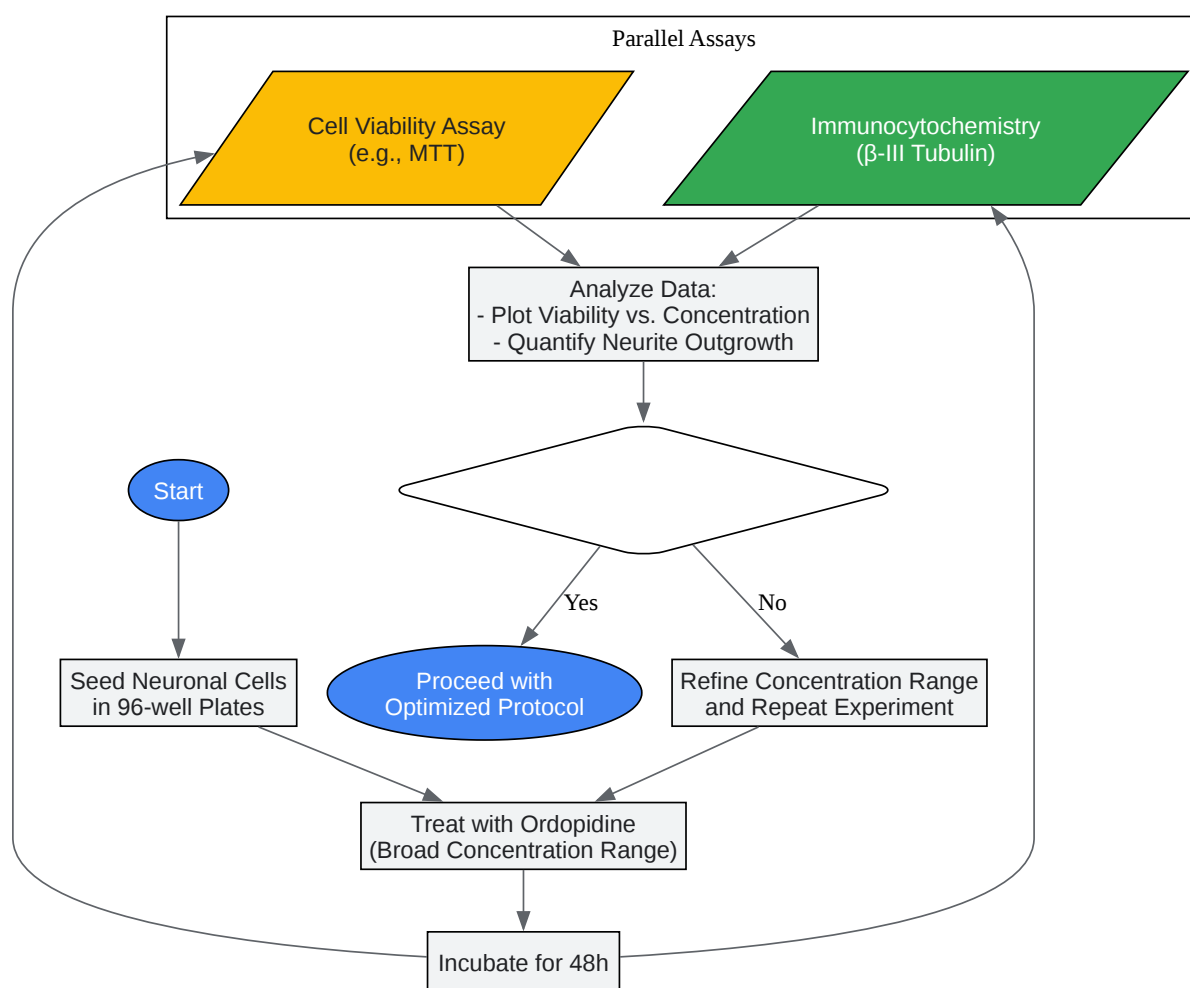 Parallel Assays
Cell Viability Assay
(e.g., MTT)
Immunocytochemistry
(β-III Tubulin)
Analyze Data:
- Plot Viability vs. Concentration
- Quantify Neurite Outgrowth
Start
Yes
No
Seed Neuronal Cells
in 96-well Plates
Proceed with
Optimized Protocol
Refine Concentration Range
and Repeat Experiment
Treat with Ordopidine
(Broad Concentration Range)
Incubate for 48h